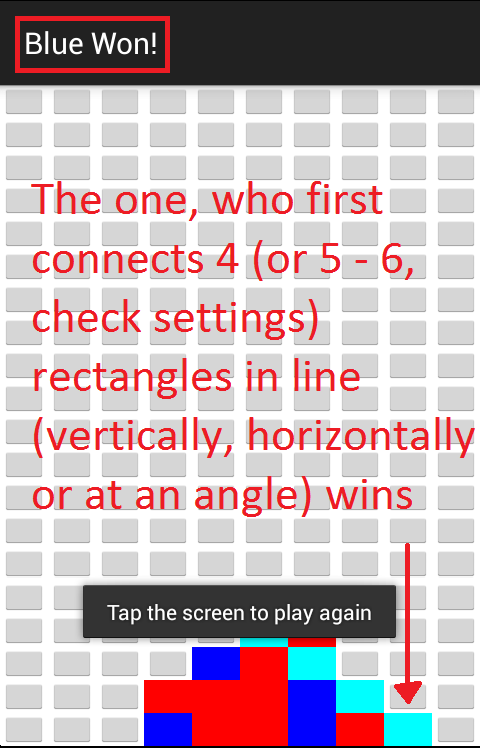 Blue Won!
The one, who first
connects 4 (or 5 - 6,
check settings)
rectangles in line
(vertically, horizontally
or at an angle) wins
Tap the screen to play again